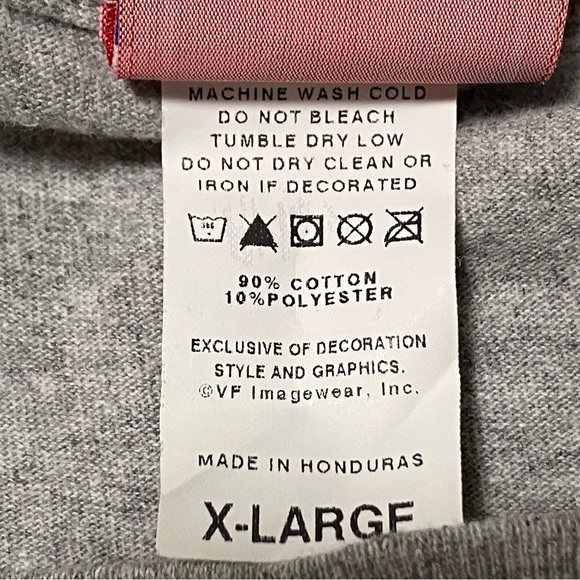 MACHINE WASH COLD
DO NOT BLEACH
TUMBLE DRY LOW
DO NOT DRY CLEAN OR
IRON IF DECORATED
90% COTTON
10%POLYESTER
EXCLUSIVE OF DECORATION
STYLE AND GRAPHICS.
©VF Imagewear, Inc.
MADE IN HONDURAS
X-LARGE